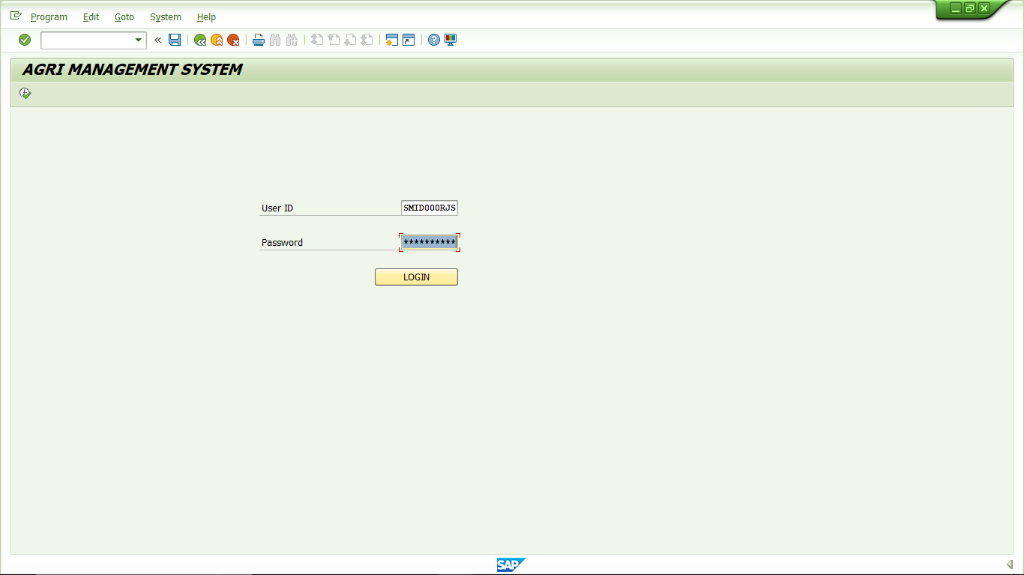 Program Edit Goto System Help
AGRI MANAGEMENT SYSTEM
User ID SMID000RJS
Password **********
LOGIN
SAP